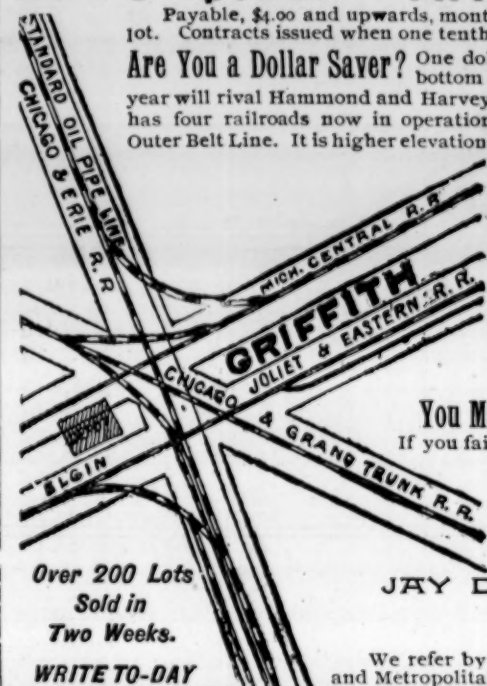 Payable, $4.00 and upwards, mont
lot. Contracts issued when one tenth
Are You a Dollar Saver? One do
bottom
year will rival Hammond and Harvey
has four railroads now in operation
Outer Belt Line. It is higher elevation
STANDARD OIL PIPE LINE
CHICAGO & ERIE R.R
MICH. CENTRAL R.R
GRIFFITH
JOLIET & EASTERN R.R.
CHICAGO & GRAND TRUNK R.R.
ELGIN
You M
If you fai
Over 200 Lots
Sold in
Two Weeks.
WRITE TO-DAY
JAY D
We refer by
and Metropolita